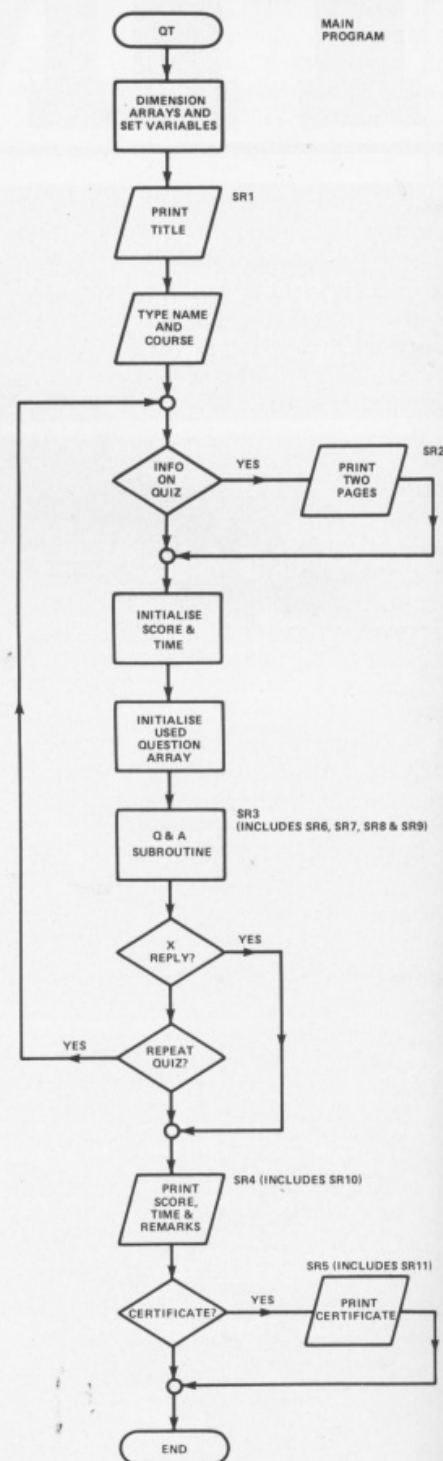 QT
MAIN
PROGRAM
DIMENSION
ARRAYS AND
SET VARIABLES
SR1
PRINT
TITLE
TYPE NAME
AND
COURSE
INFO
ON
QUIZ
YES
SR2
PRINT
TWO
PAGES
INITIALISE
SCORE &
TIME
INITIALISE
USED
QUESTION
ARRAY
SR3
(INCLUDES SR6, SR7, SR8 & SR9)
Q & A
SUBROUTINE
X
REPLY?
YES
REPEAT
QUIZ?
YES
SR4 (INCLUDES SR10)
PRINT
SCORE,
TIME &
REMARKS
SR5 (INCLUDES SR11)
CERTIFICATE?
YES
PRINT
CERTIFICATE
END